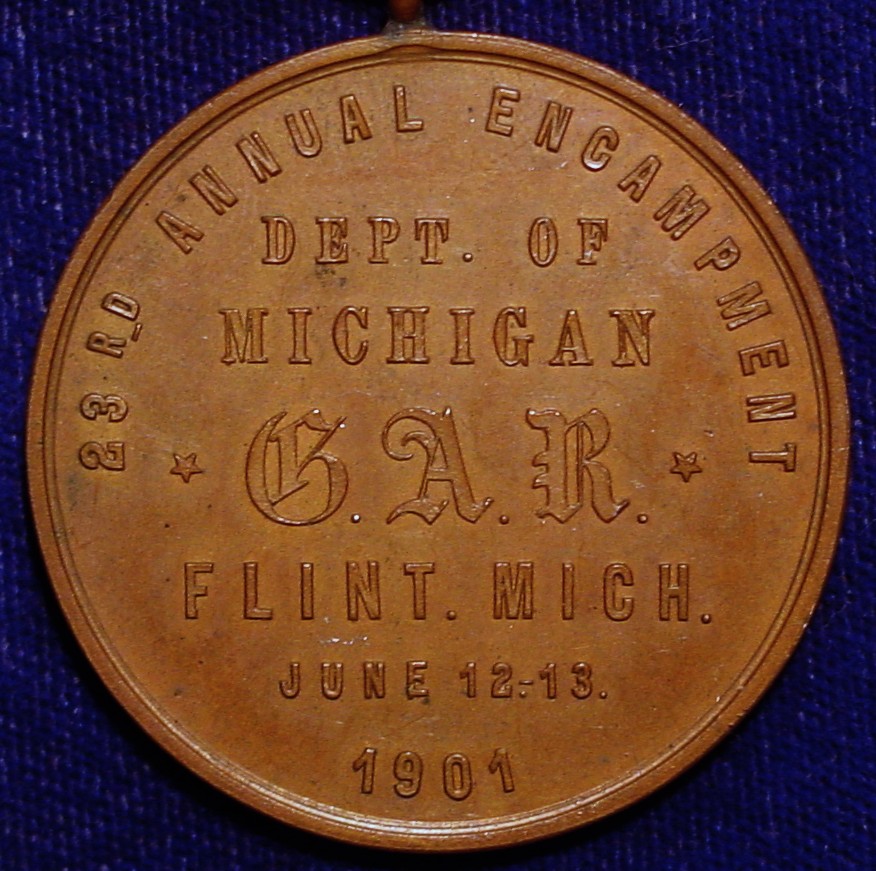 23RD ANNUAL ENCAMPMENT
DEPT. OF
MICHIGAN
G.A.R.
FLINT. MICH.
JUNE 12-13.
1901